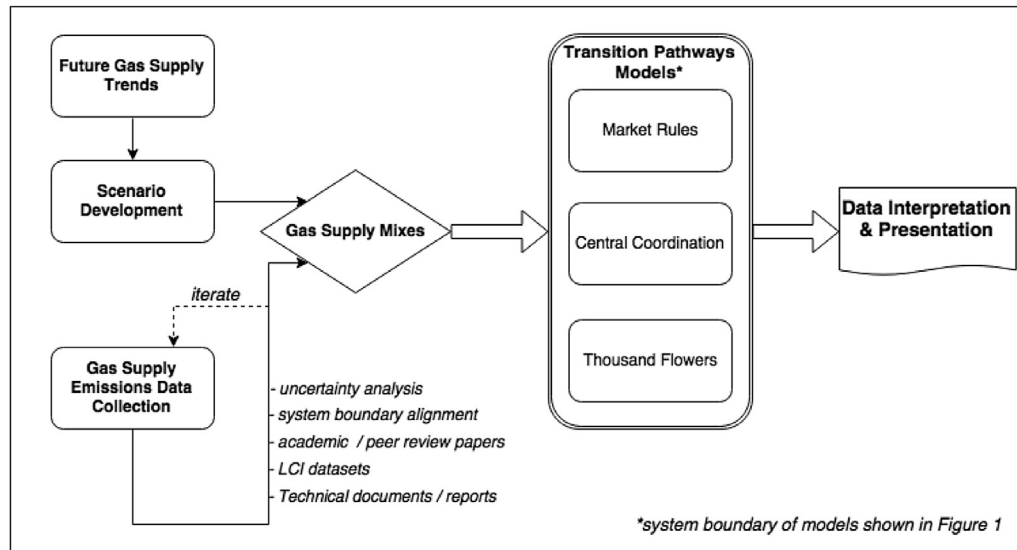 Future Gas Supply
Trends
Scenario
Development
Gas Supply Mixes
iterate
Gas Supply
Emissions Data
Collection
- uncertainty analysis
- system boundary alignment
- academic / peer review papers
- LCI datasets
- Technical documents / reports
Transition Pathways
Models*
Market Rules
Central Coordination
Thousand Flowers
Data Interpretation
& Presentation
*system boundary of models shown in Figure 1